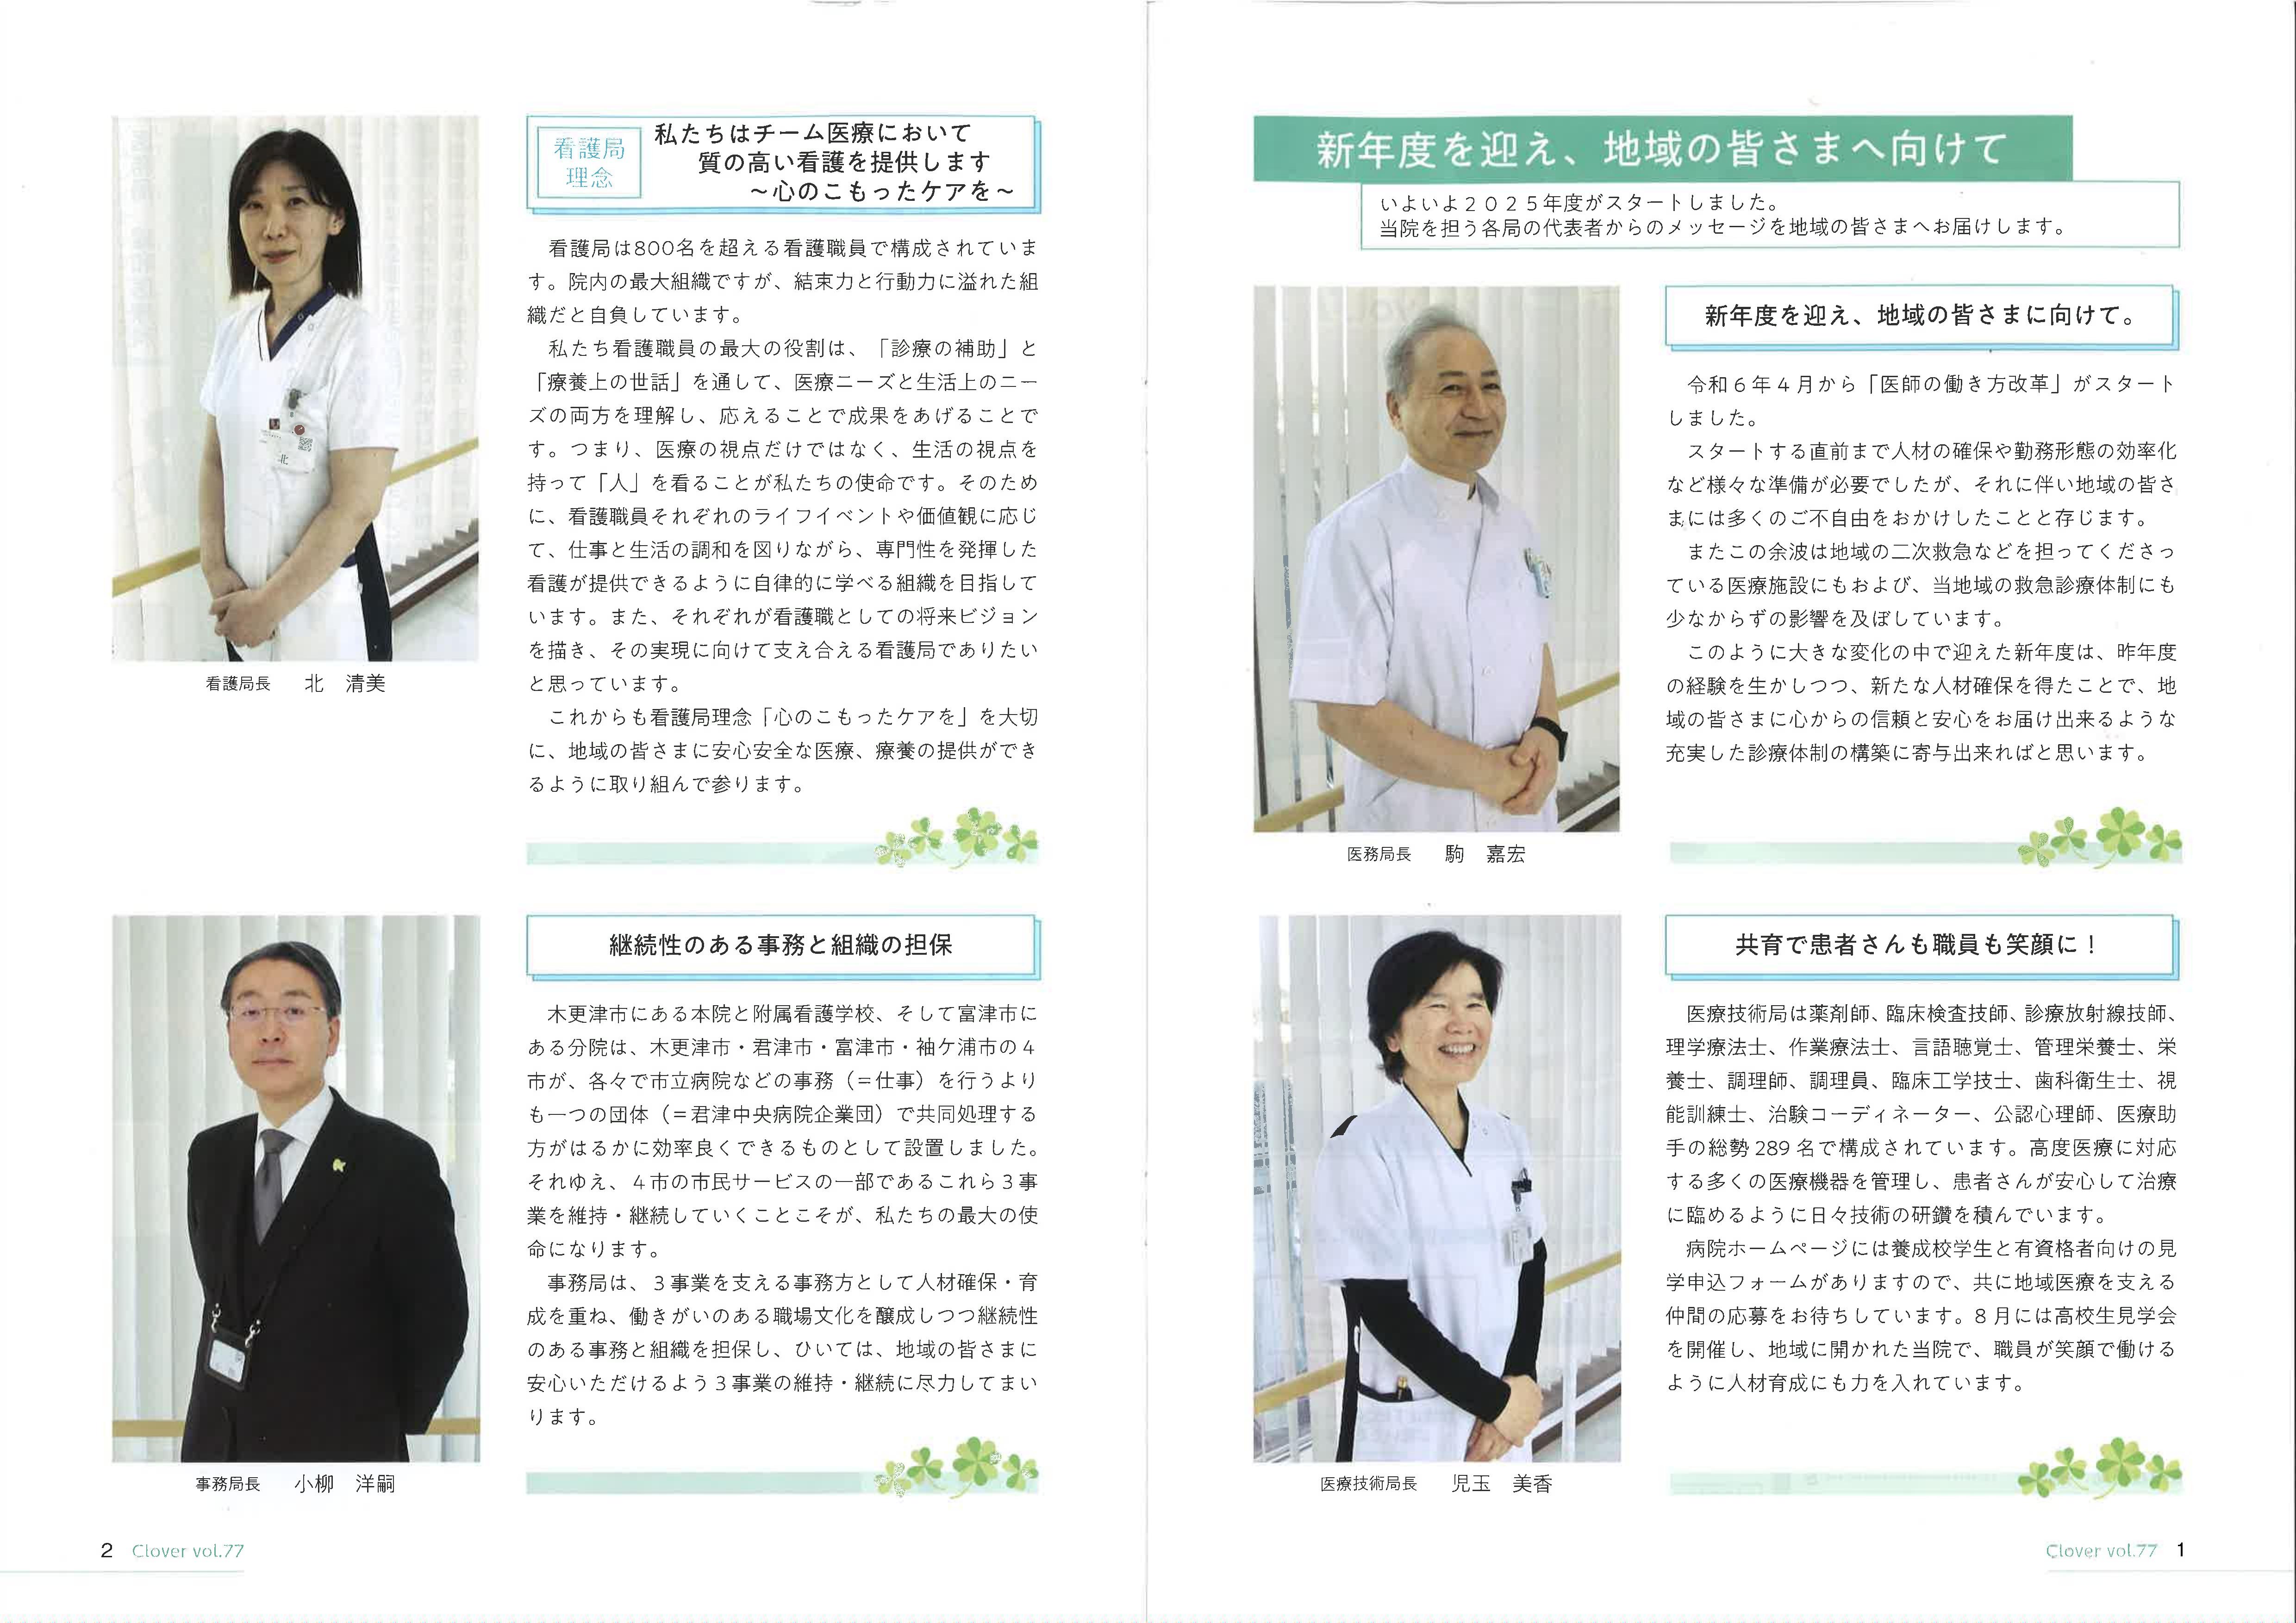 新年度を迎え、地域の皆さまへ向けて
いよいよ２０２５年度がスタートしました。
当院を担う各局の代表者からのメッセージを地域の皆さまへお届けします。
新年度を迎え、地域の皆さまに向けて。
令和６年４月から「医師の働き方改革」がスタート
しました。
スタートする直前まで人材の確保や勤務形態の効率化
など様々な準備が必要でしたが、それに伴い地域の皆さ
まには多くのご不自由をおかけしたことと存じます。
またこの余波は地域の二次救急などを担ってくださっ
ている医療施設にもおよび、当地域の救急診療体制にも
少なからずの影響を及ぼしています。
このように大きな変化の中で迎えた新年度は、昨年度
の経験を生かしつつ、新たな人材確保を得たことで、地
域の皆さまに心からの信頼と安心をお届け出来るような
充実した診療体制の構築に寄与出来ればと思います。
医務局長　駒　嘉宏
共育で患者さんも職員も笑顔に！
医療技術局は薬剤師、臨床検査技師、診療放射線技師、
理学療法士、作業療法士、言語聴覚士、管理栄養士、栄
養士、調理師、調理員、臨床工学技士、歯科衛生士、視
能訓練士、治験コーディネーター、公認心理師、医療助
手の総勢 289 名で構成されています。高度医療に対応
する多くの医療機器を管理し、患者さんが安心して治療
に臨めるように日々技術の研鑽を積んでいます。
病院ホームページには養成校学生と有資格者向けの見
学申込フォームがありますので、共に地域医療を支える
仲間の応募をお待ちしています。８月には高校生見学会
を開催し、地域に開かれた当院で、職員が笑顔で働ける
ように人材育成にも力を入れています。
医療技術局長　児玉　美香
Clover vol.77　1
看護局
理念
私たちはチーム医療において
質の高い看護を提供します
～心のこもったケアを～
看護局は800名を超える看護職員で構成されていま
す。院内の最大組織ですが、結束力と行動力に溢れた組
織だと自負しています。
私たち看護職員の最大の役割は、「診療の補助」と
「療養上の世話」を通して、医療ニーズと生活上のニー
ズの両方を理解し、応えることで成果をあげることで
す。つまり、医療の視点だけではなく、生活の視点を
持って「人」を看ることが私たちの使命です。そのため
に、看護職員それぞれのライフイベントや価値観に応じ
て、仕事と生活の調和を図りながら、専門性を発揮した
看護が提供できるように自律的に学べる組織を目指して
います。また、それぞれが看護職としての将来ビジョン
を描き、その実現に向けて支え合える看護局でありたい
と思っています。
これからも看護局理念「心のこもったケアを」を大切
に、地域の皆さまに安心安全な医療、療養の提供ができ
るように取り組んで参ります。
北
看護局長　北　清美
継続性のある事務と組織の担保
木更津市にある本院と附属看護学校、そして富津市に
ある分院は、木更津市・君津市・富津市・袖ケ浦市の４
市が、各々で市立病院などの事務（＝仕事）を行うより
も一つの団体（＝君津中央病院企業団）で共同処理する
方がはるかに効率良くできるものとして設置しました。
それゆえ、４市の市民サービスの一部であるこれら３事
業を維持・継続していくことこそが、私たちの最大の使
命になります。
事務局は、３事業を支える事務方として人材確保・育
成を重ね、働きがいのある職場文化を醸成しつつ継続性
のある事務と組織を担保し、ひいては、地域の皆さまに
安心いただけるよう３事業の維持・継続に尽力してまい
ります。
事務局長　小柳　洋嗣
2　Clover vol.77